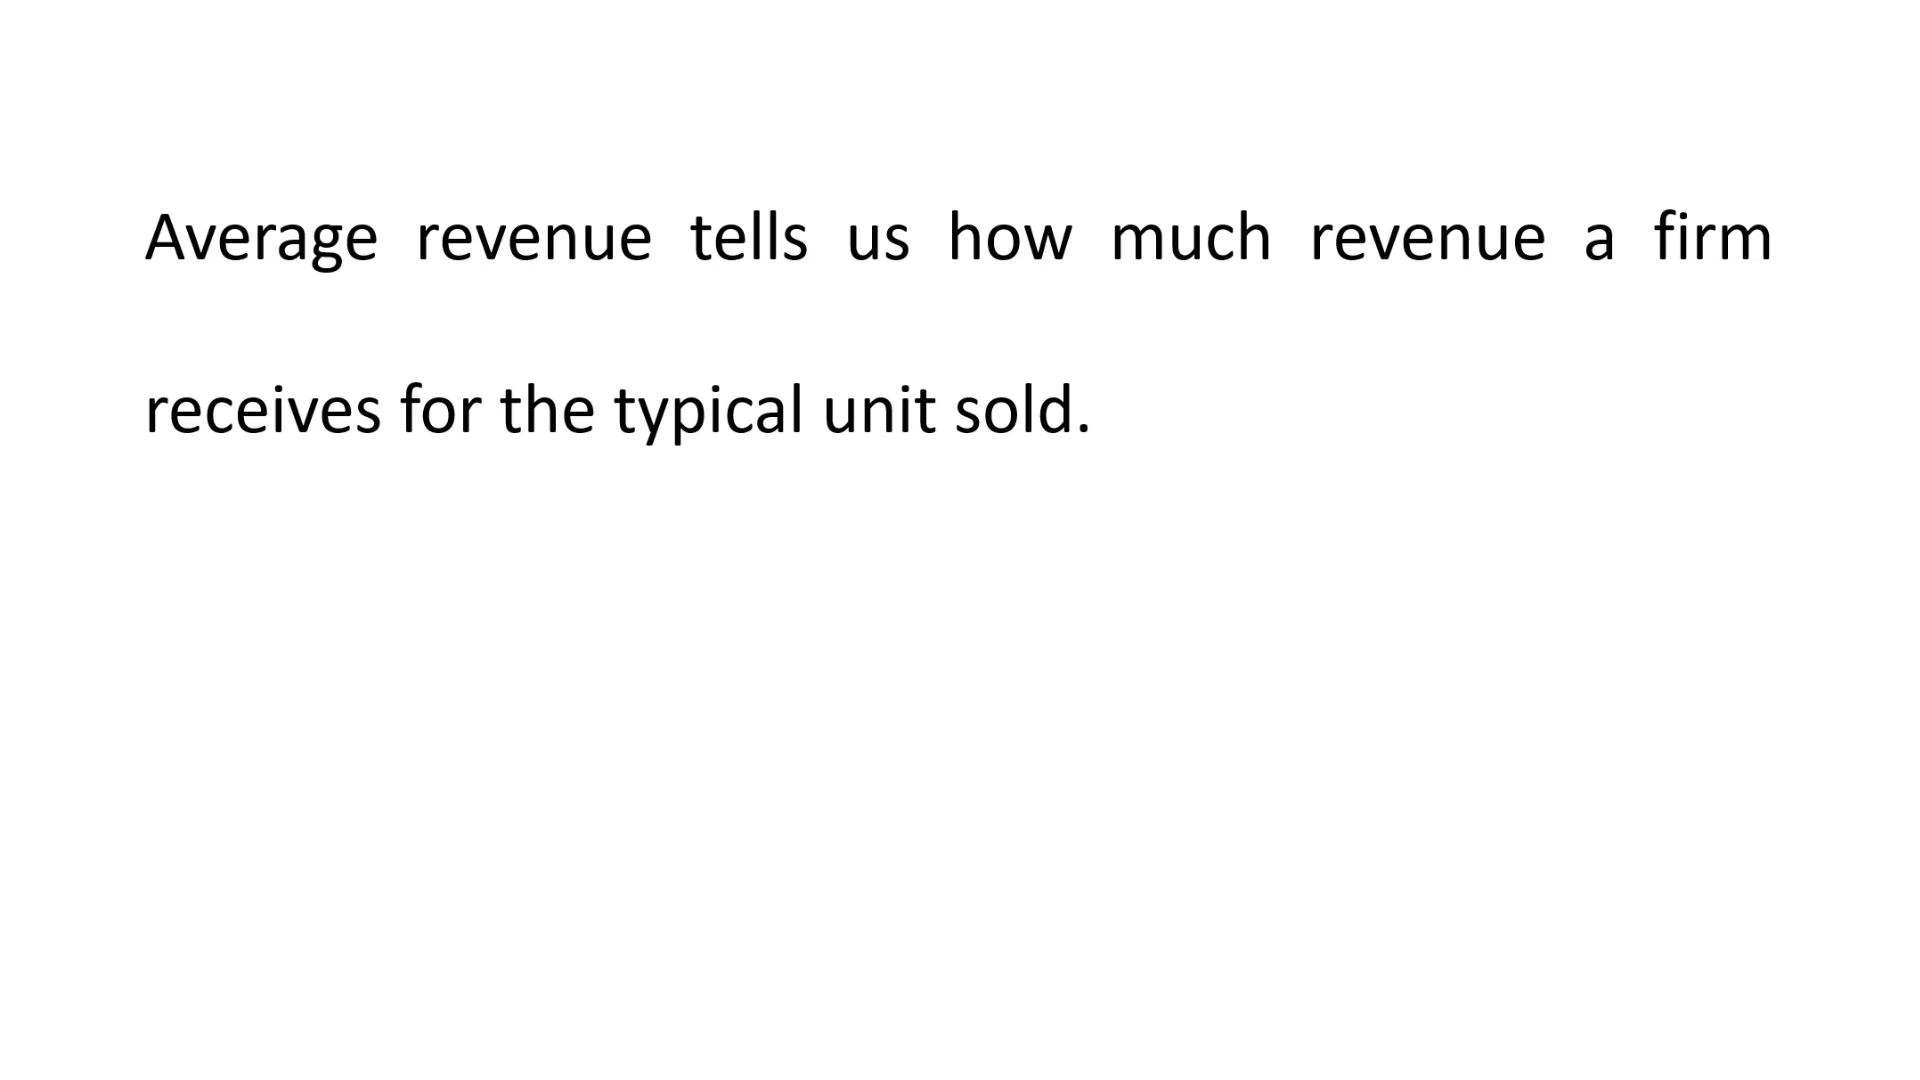 Average revenue tells us how much revenue a firm
receives for the typical unit sold.